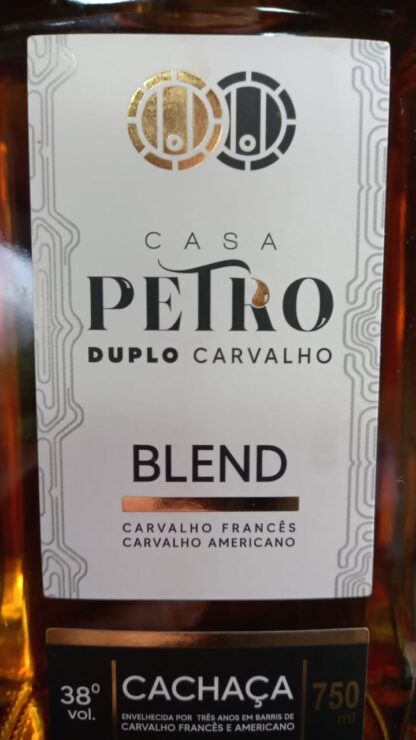 CASA
PETRO
DUPLO CARVALHO
BLEND
CARVALHO FRANCÊS
CARVALHO AMERICANO
38º
vol.
CACHAÇA
ENVELHECIDA POR TRÊS ANOS EM BARRIS DE
CARVALHO FRANCÊS E AMERICANO
750
ml